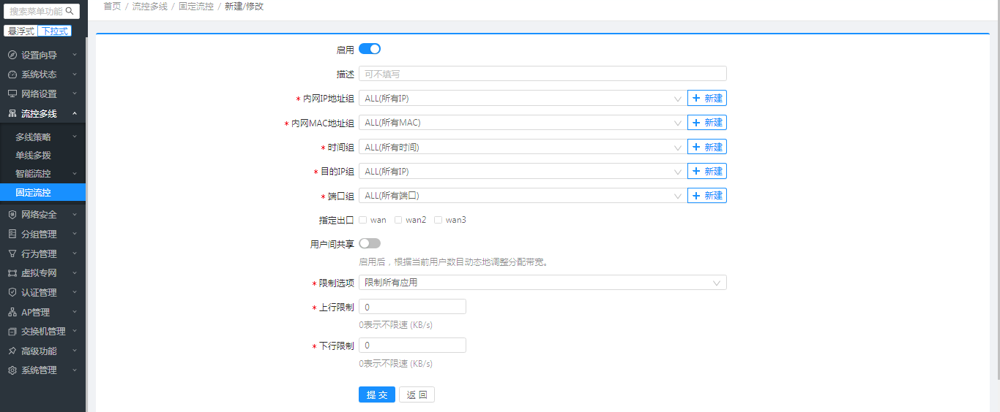 搜索菜单功能
悬浮式 下拉式
设置向导
系统状态
网络设置
流控多线
多线策略
单线多拨
智能流控
固定流控
网络安全
分组管理
行为管理
虚拟专网
认证管理
AP管理
交换机管理
高级功能
系统管理
首页 / 流控多线 / 固定流控 / 新建/修改
启用
描述 可不填写
* 内网IP地址组 ALL(所有IP) + 新建
* 内网MAC地址组 ALL(所有MAC) + 新建
* 时间组 ALL(所有时间) + 新建
* 目的IP组 ALL(所有IP) + 新建
* 端口组 ALL(所有端口) + 新建
指定出口 wan wan2 wan3
用户间共享
启用后，根据当前用户数目动态地调整分配带宽。
* 限制选项 限制所有应用
* 上行限制 0
0表示不限速 (KB/s)
* 下行限制 0
0表示不限速 (KB/s)
提 交 返 回